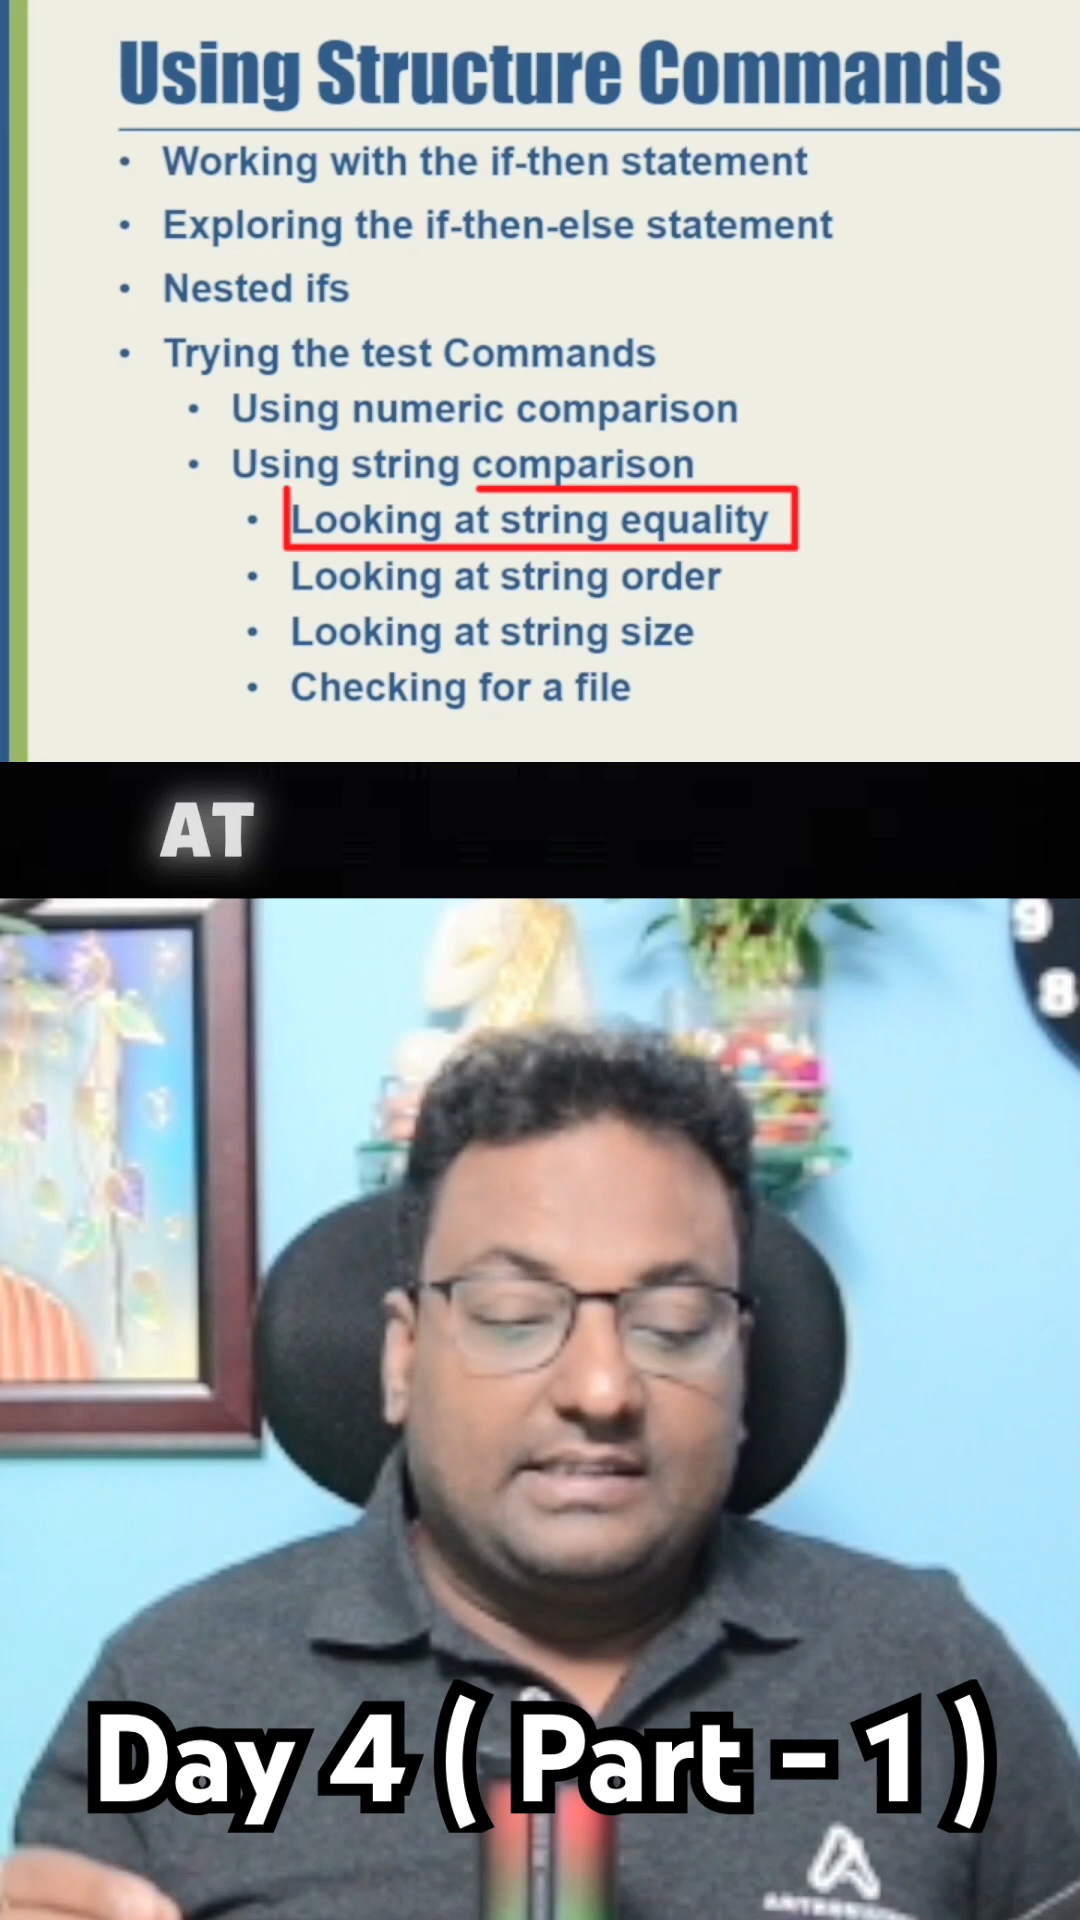 Using Structure Commands
• Working with the if-then statement
• Exploring the if-then-else statement
• Nested ifs
• Trying the test Commands
• Using numeric comparison
• Using string comparison
• Looking at string equality
• Looking at string order
• Looking at string size
• Checking for a file
AT
9
8
Day 4 ( Part - 1 )